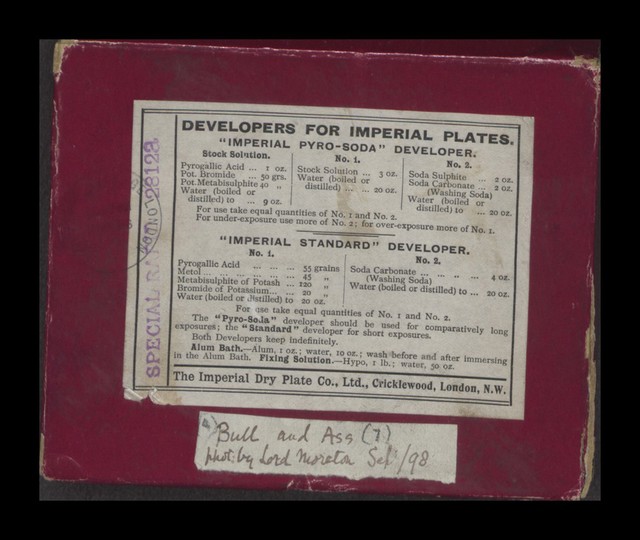 DEVELOPERS FOR IMPERIAL PLATES.
"IMPERIAL PYRO-SODA" DEVELOPER.
Stock Solution.
Pyrogallic Acid ... 1 oz.
Pot. Bromide ... 50 grs.
Pot. Metabisulphite 40 "
Water (boiled or
distilled) to ... 9 oz.
No. 1.
Stock Solution ... 3 oz.
Water (boiled or
distilled) ... ... 20 oz.
No. 2.
Soda Sulphite ... 2 oz.
Soda Carbonate ... 2 oz.
(Washing Soda)
Water (boiled or
distilled) to ... 20 oz.
For use take equal quantities of No. 1 and No. 2.
For under-exposure use more of No. 2; for over-exposure more of No. 1.
"IMPERIAL STANDARD" DEVELOPER.
No. 1.
Pyrogallic Acid ... ... ... 55 grains
Metol ... ... ... ... ... 45 "
Metabisulphite of Potash ... 120 "
Bromide of Potassium ... ... 20 "
Water (boiled or distilled) to 20 oz.
No. 2.
Soda Carbonate ... ... ... ... 4 oz.
(Washing Soda)
Water (boiled or distilled) to ... 20 oz.
For use take equal quantities of No. 1 and No. 2.
The "Pyro-Soda" developer should be used for comparatively long
exposures; the "Standard" developer for short exposures.
Both Developers keep indefinitely.
Alum Bath.—Alum, 1 oz.; water, 10 oz.; wash before and after immersing
in the Alum Bath. Fixing Solution.—Hypo, 1 lb.; water, 50 oz.
The Imperial Dry Plate Co., Ltd., Cricklewood, London, N.W.
SPECIAL 28128
Bull and Ass (7)
phot. by Lord Moreton Sep/98